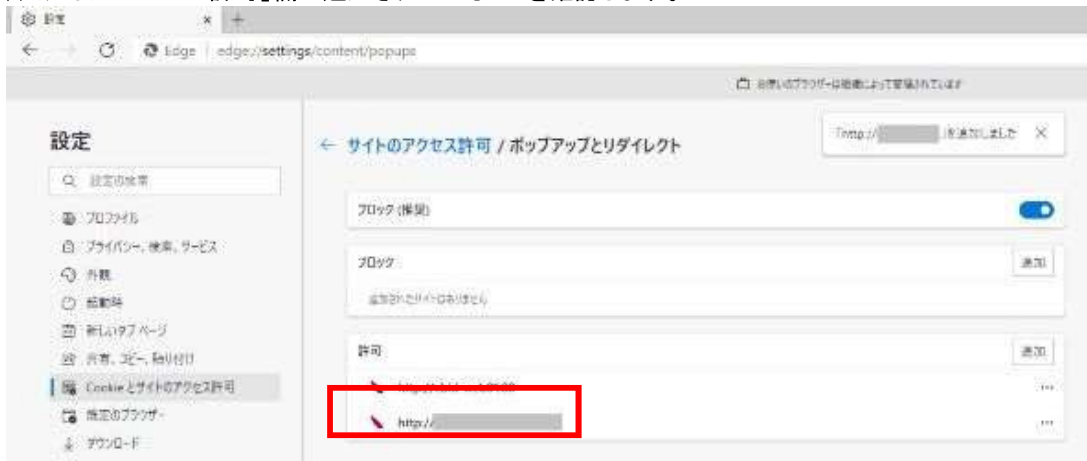 設定
Edge edge://settings/content/popups
お使いのブラウザーは組織によって管理されています
設定
設定の検索
プロファイル
プライバシー、検索、サービス
外観
起動時
新しいタブ ページ
共有、コピー、貼り付け
Cookie とサイトのアクセス許可
既定のブラウザー
ダウンロード
サイトのアクセス許可 / ポップアップとリダイレクト
を追加しました
ブロック (推奨)
ブロック
追加
追加されたサイトはありません
許可
追加
http://